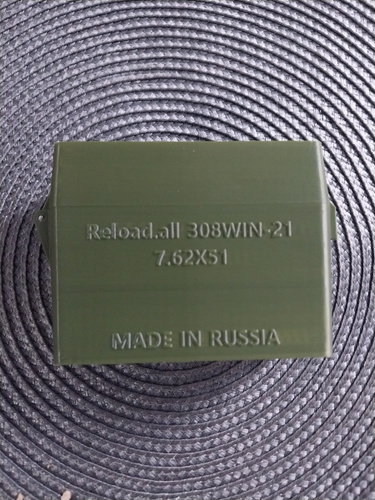 Reload.all 308WIN-21
7.62X51
MADE IN RUSSIA